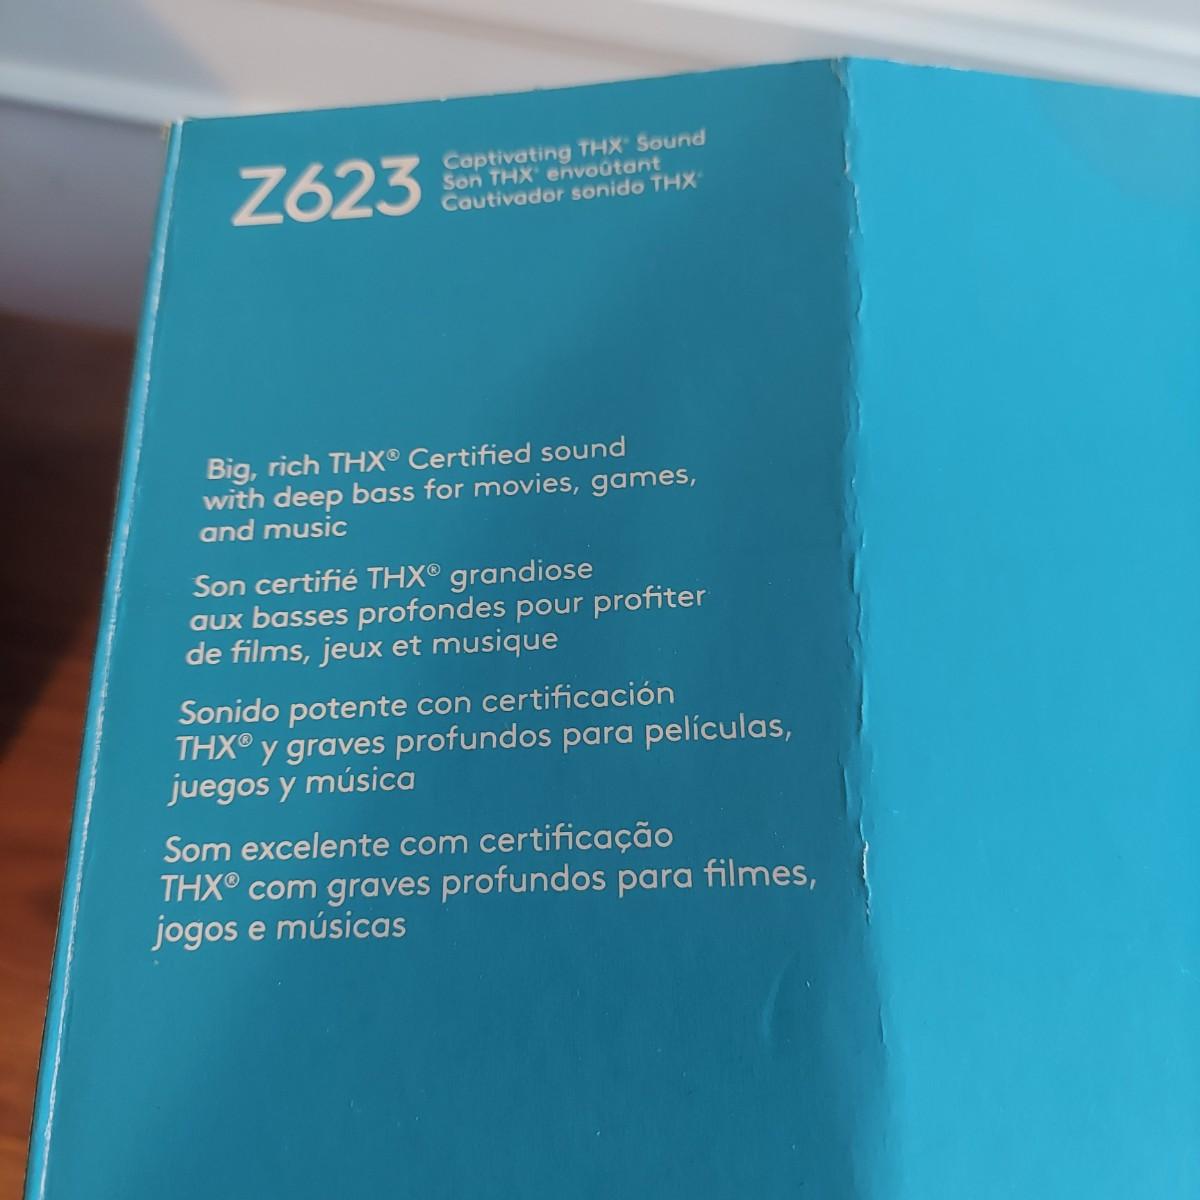 Z623
Captivating THX® Sound
Son THX® envoûtant
Cautivador sonido THX®
Big, rich THX® Certified sound
with deep bass for movies, games,
and music
Son certifié THX® grandiose
aux basses profondes pour profiter
de films, jeux et musique
Sonido potente con certificación
THX® y graves profundos para películas,
juegos y música
Som excelente com certificação
THX® com graves profundos para filmes,
jogos e músicas